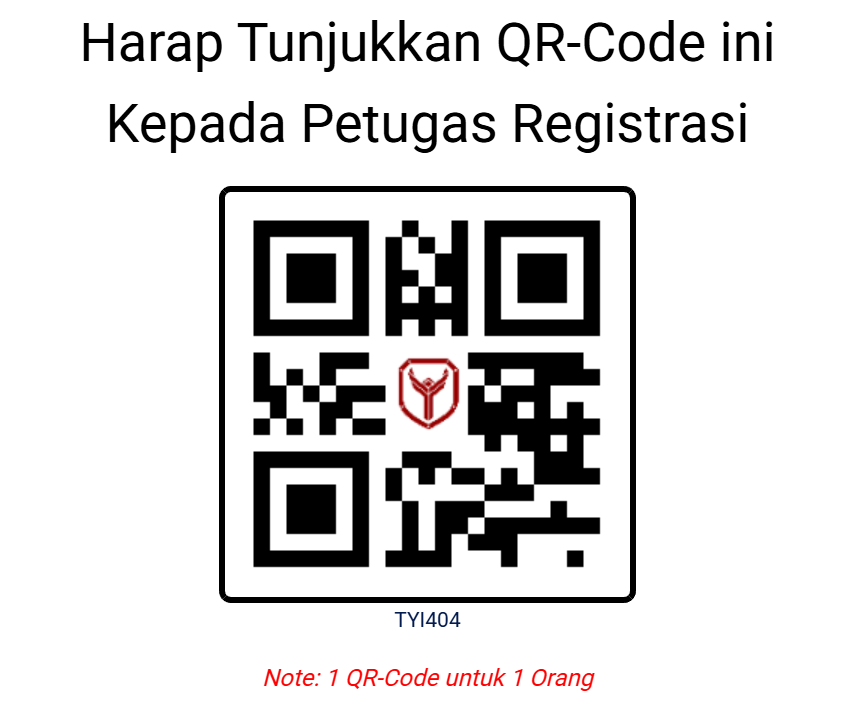 Harap Tunjukkan QR-Code ini
Kepada Petugas Registrasi
TYI404
Note: 1 QR-Code untuk 1 Orang